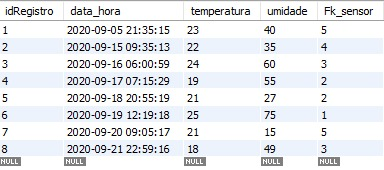 idRegistro data_hora temperatura umidade Fk_sensor
1 2020-09-05 21:35:15 23 40 5
2 2020-09-15 09:35:13 22 35 4
3 2020-09-16 06:00:59 24 60 3
4 2020-09-17 07:15:29 19 55 2
5 2020-09-18 20:55:19 21 27 2
6 2020-09-19 12:19:18 25 75 1
7 2020-09-20 09:05:17 21 15 5
8 2020-09-21 22:59:16 18 49 3
NULL NULL NULL NULL NULL